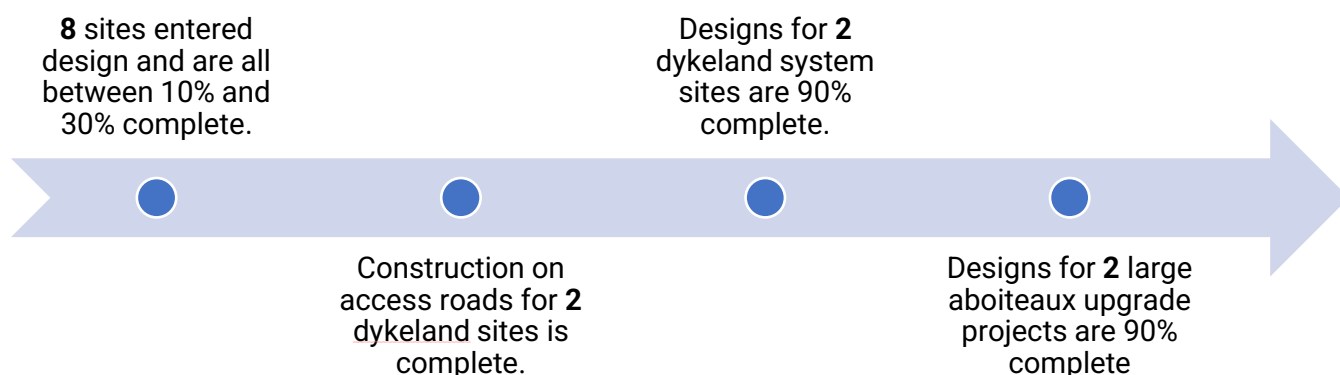 8 sites entered
design and are all
between 10% and
30% complete.
Construction on
access roads for 2
dykeland sites is
complete.
Designs for 2
dykeland system
sites are 90%
complete.
Designs for 2 large
aboiteaux upgrade
projects are 90%
complete